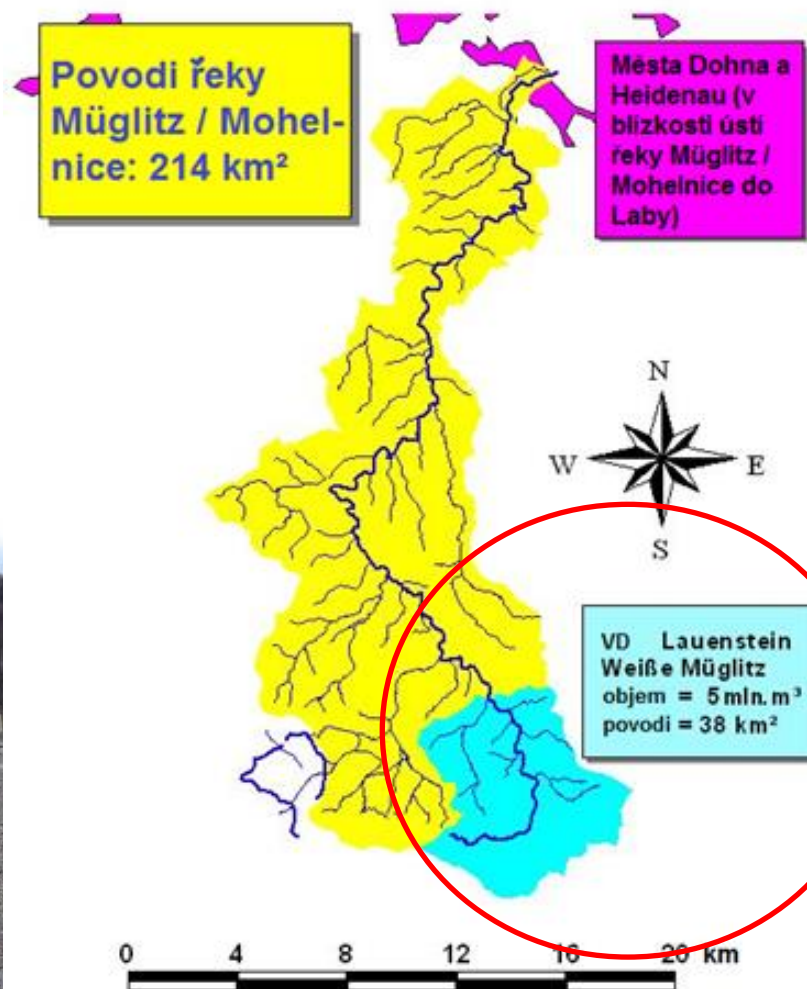 Povodi řeky
Müglitz / Mohel-
nice: 214 km²
Města Dohna a
Heidenau (v
blízkosti ústí
řeky Müglitz /
Mohelnice do
Laby)
N
W E
S
VD Lauenstein
Weiße Müglitz
objem = 5 mln. m³
povodi = 38 km²
0 4 8 12 16 20 km